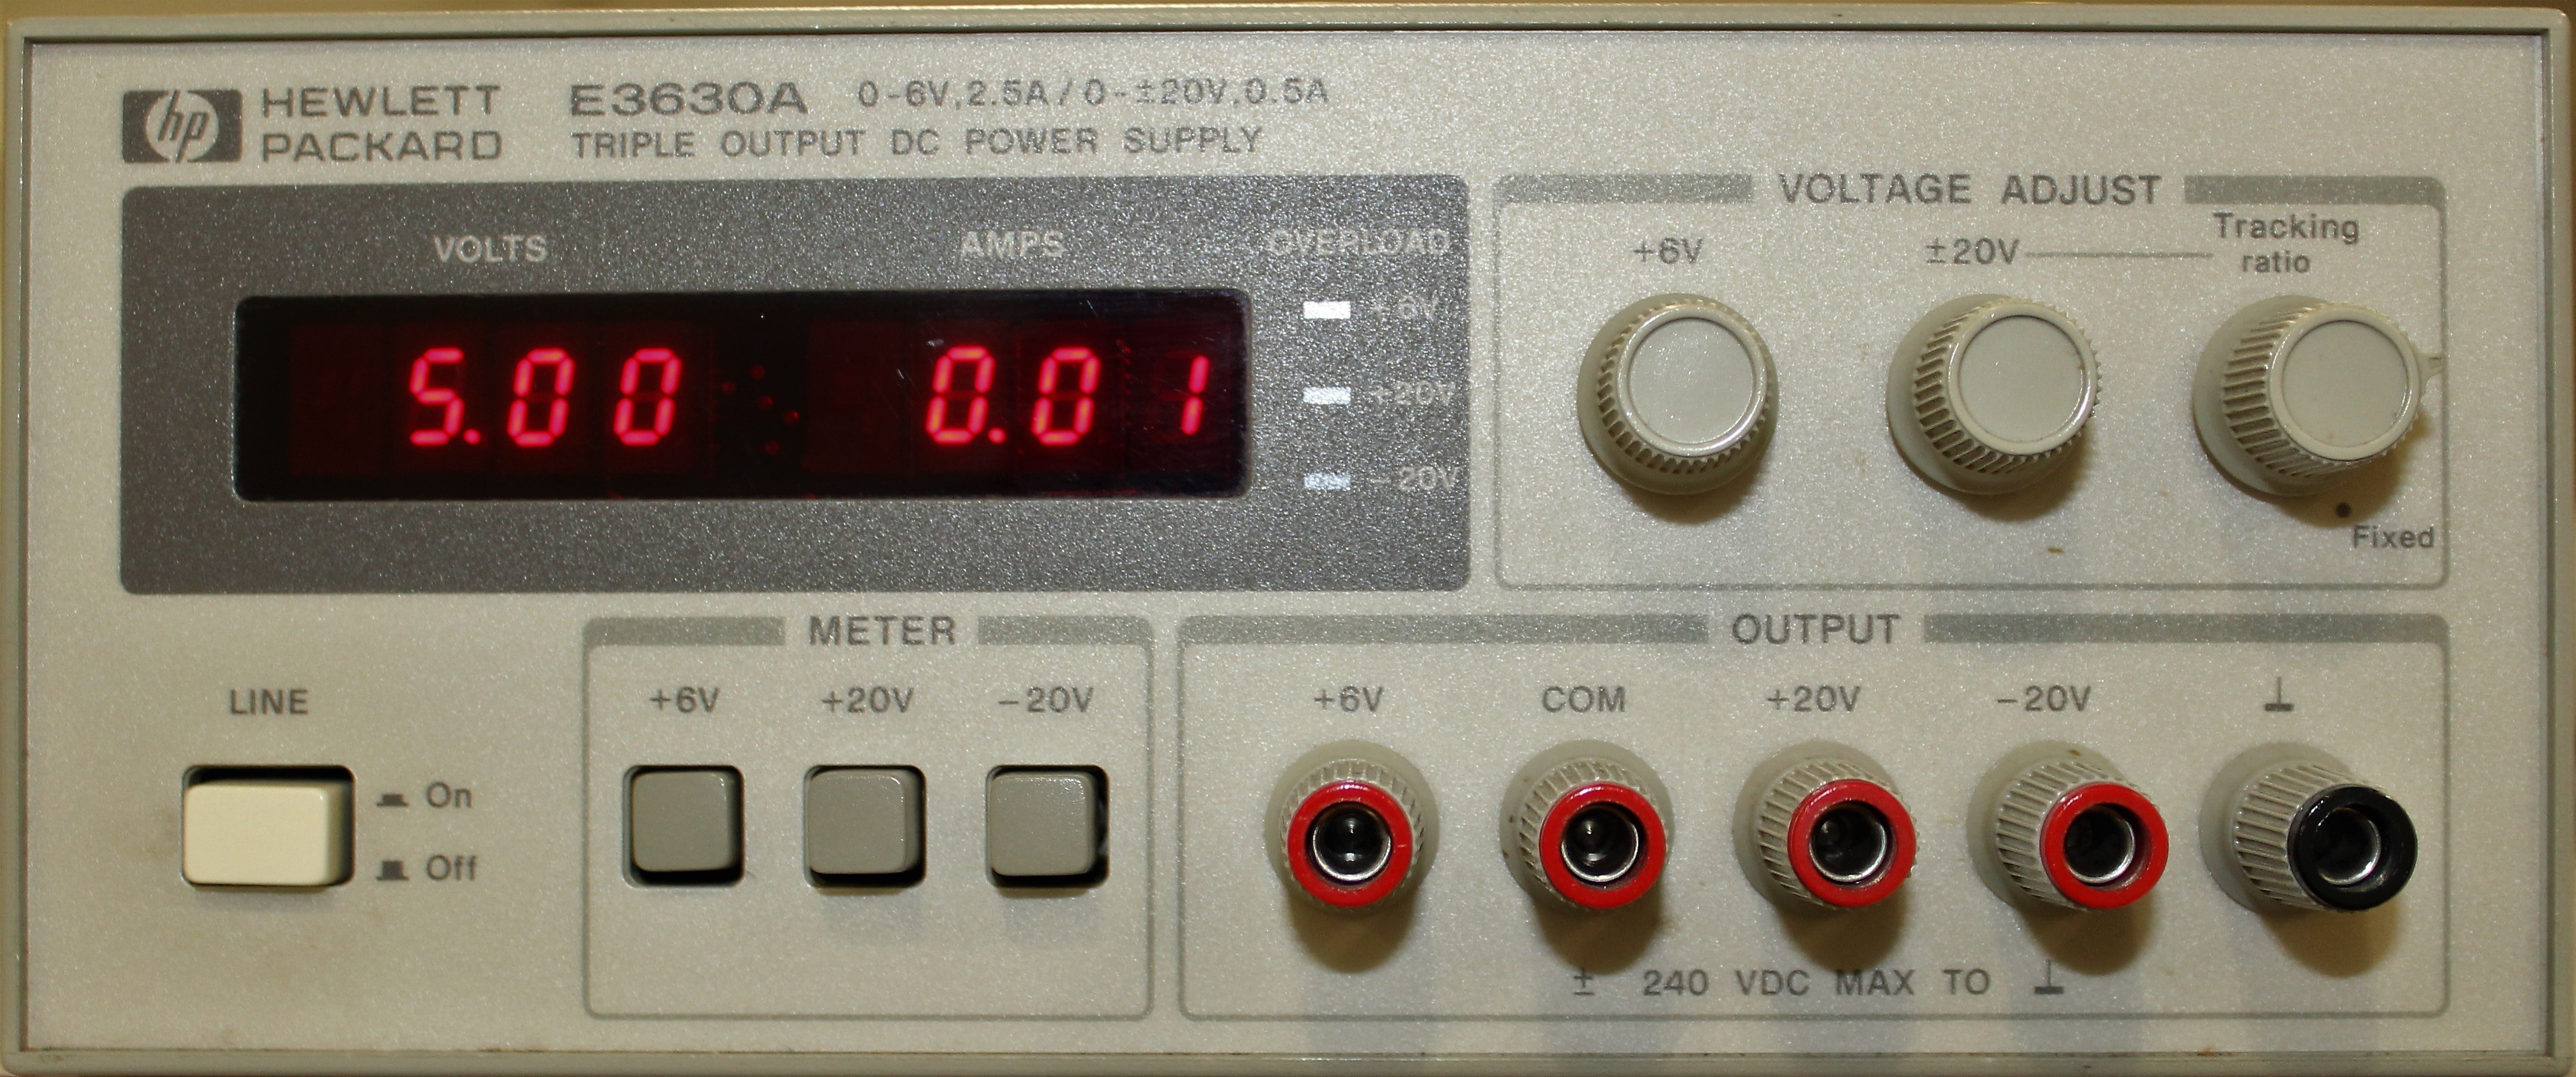 hp HEWLETT PACKARD
E3630A 0-6V,2.5A/0-±20V,0.5A
TRIPLE OUTPUT DC POWER SUPPLY
VOLTS AMPS OVERLOAD
5.00 0.01
+6V
+20V
-20V
VOLTAGE ADJUST
+6V ±20V Tracking ratio
Fixed
LINE
On
Off
METER
+6V +20V -20V
OUTPUT
+6V COM +20V -20V ⊥
± 240 VDC MAX TO ⊥